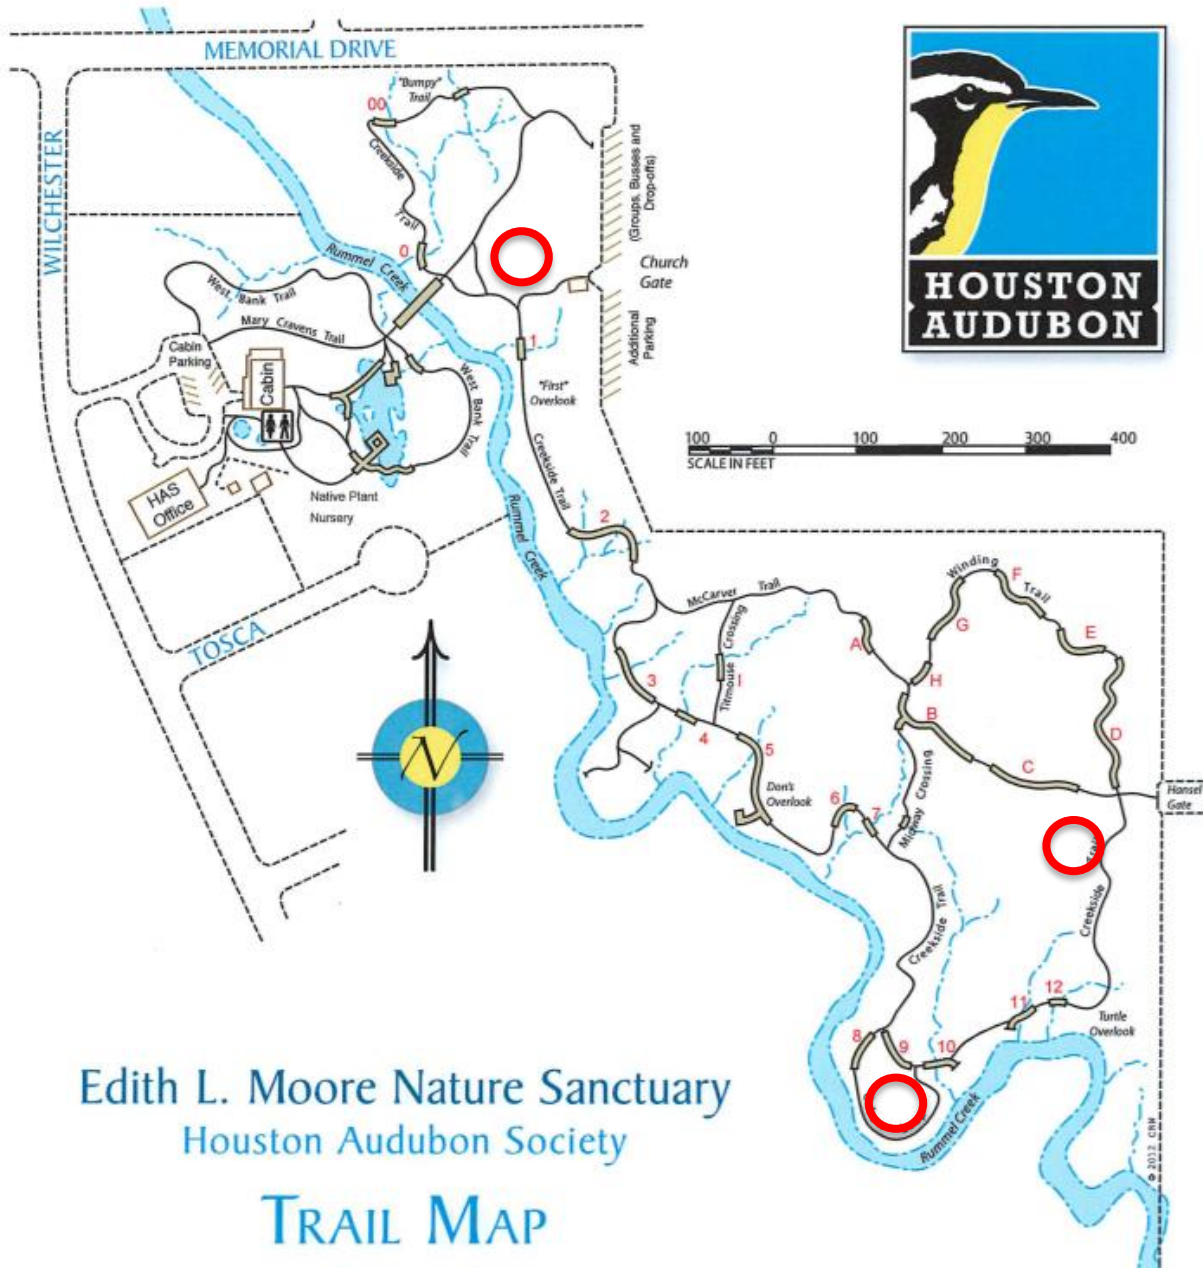 MEMORIAL DRIVE
WILCHESTER
"Bumpy"
Trail
00
Creekside
Trail
0
(Groups, Busses and
Drop-offs)
Church
Gate
Additional
Parking
Rummel Creek
West Bank Trail
Mary Cravens Trail
Cabin
Parking
Cabin
HAS
Office
Native Plant
Nursery
West Bank Trail
1
"First"
Overlook
Creekside Trail
HOUSTON
AUDUBON
100 0 100 200 300 400
SCALE IN FEET
2
Rummel Creek
TOSCA
McCarver Trail
Titmouse Crossing
I
A
Winding Trail
F
G
E
H
B
D
C
3
4
5
Don's
Overlook
6
7
Midway Crossing
Hansel
Gate
N
Creekside Trail
Creekside Trail
8
9
10
11
12
Turtle
Overlook
Rummel Creek
© 2012 CRM
Edith L. Moore Nature Sanctuary
Houston Audubon Society
TRAIL MAP